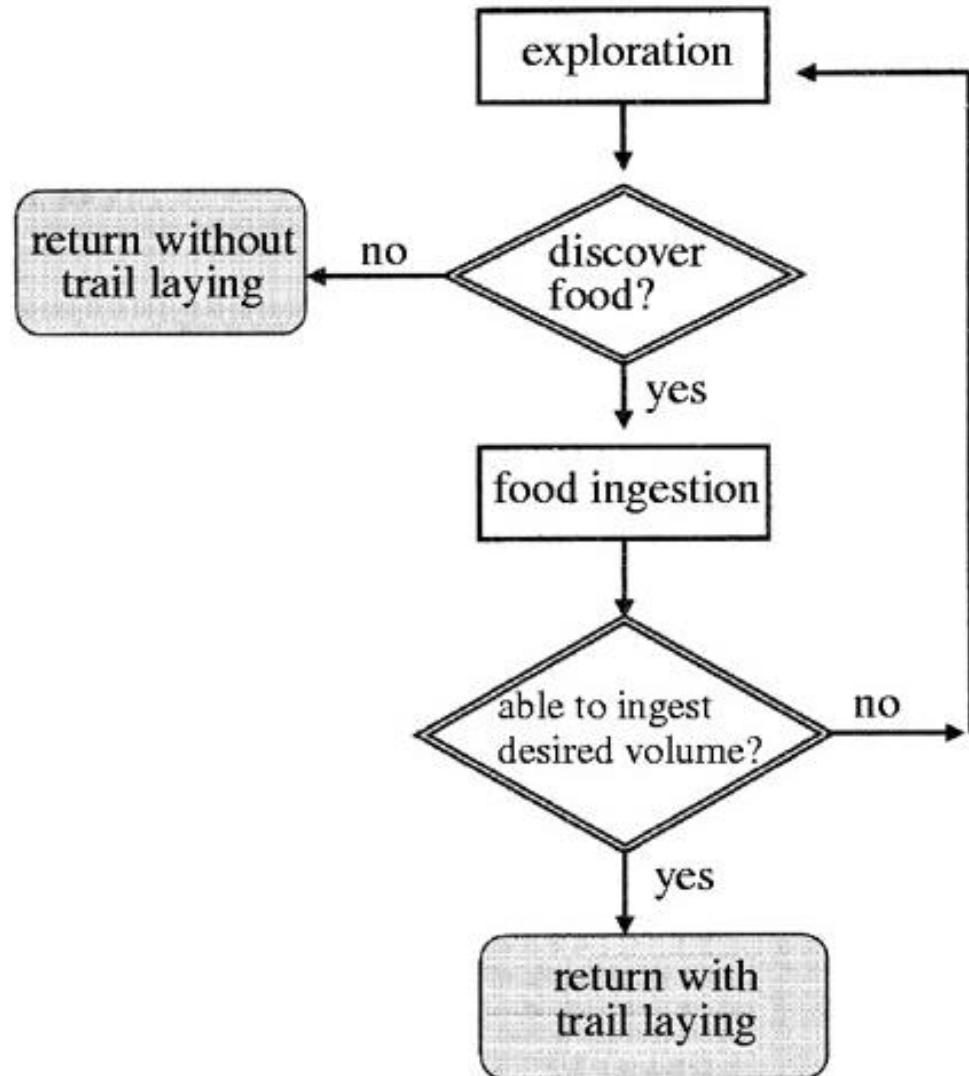 exploration
return without
trail laying
no
discover
food?
yes
food ingestion
able to ingest
desired volume?
no
yes
return with
trail laying